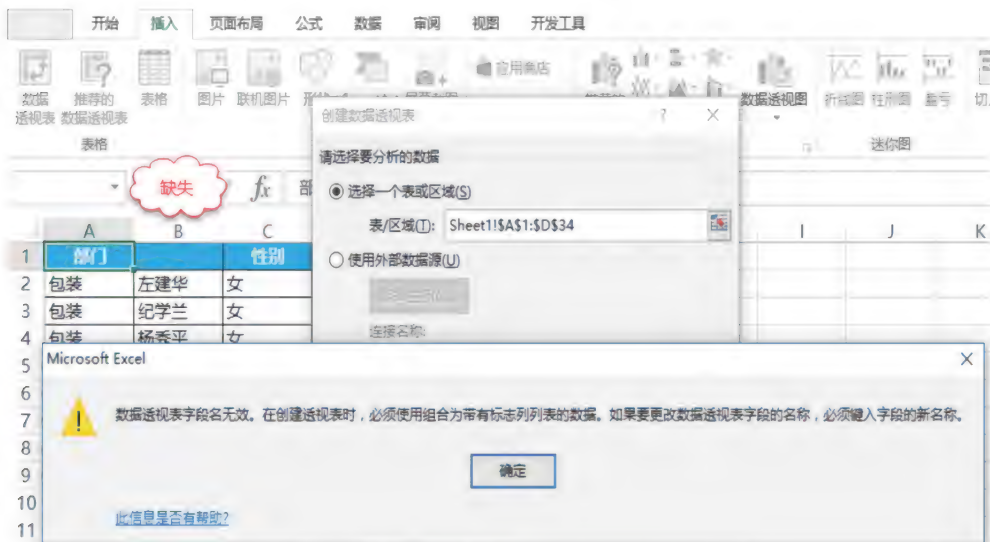 开始 插入 页面布局 公式 数据 审阅 视图 开发工具
应用商店
数据 推荐的 表格 图片 联机图片 数据透视图 折线图 柱形图 盈亏
透视表 数据透视表
表格 迷你图
创建数据透视表 ? ×
请选择要分析的数据
缺失 fx 部
选择一个表或区域(S)
表/区域(T): Sheet1!$A$1:$D$34
使用外部数据源(U)
连接名称:
A B C I J K
1 部门 性别
2 包装 左建华 女
3 包装 纪学兰 女
4 包装 杨秀平 女
5
6
7
8
9
10
11
Microsoft Excel ×
数据透视表字段名无效。在创建透视表时，必须使用组合为带有标志列列表的数据。如果要更改数据透视表字段的名称，必须键入字段的新名称。
确定
此信息是否有帮助?